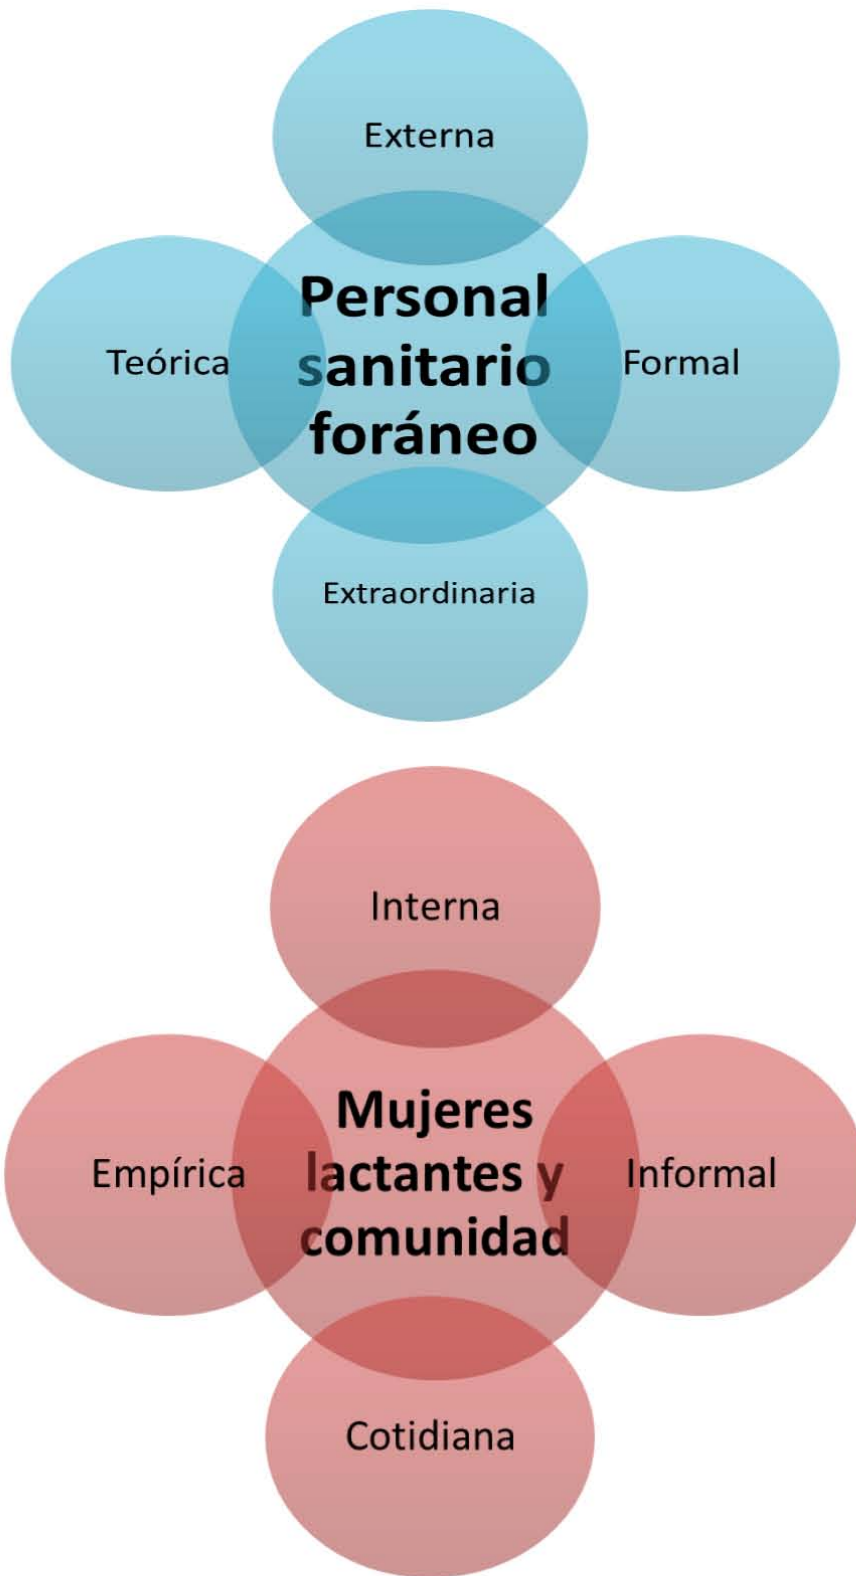 Externa
Personal
sanitario
foráneo
Teórica
Formal
Extraordinaria
Interna
Mujeres
lactantes y
comunidad
Empírica
Informal
Cotidiana